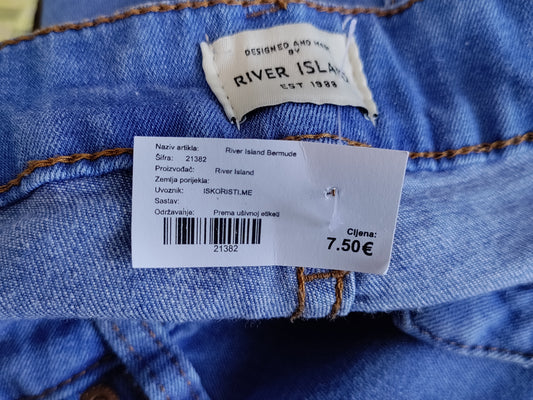 DESIGNED AND
BY
RIVER ISLAND
EST 1988
Naziv artikla: River Island Bermude
Šifra: 21382
Proizvođač: River Island
Zemlja porijekla:
Uvoznik: ISKORISTI.ME
Sastav:
Održavanje: Prema ušivnoj etiketi
21382
Cijena:
7.50€